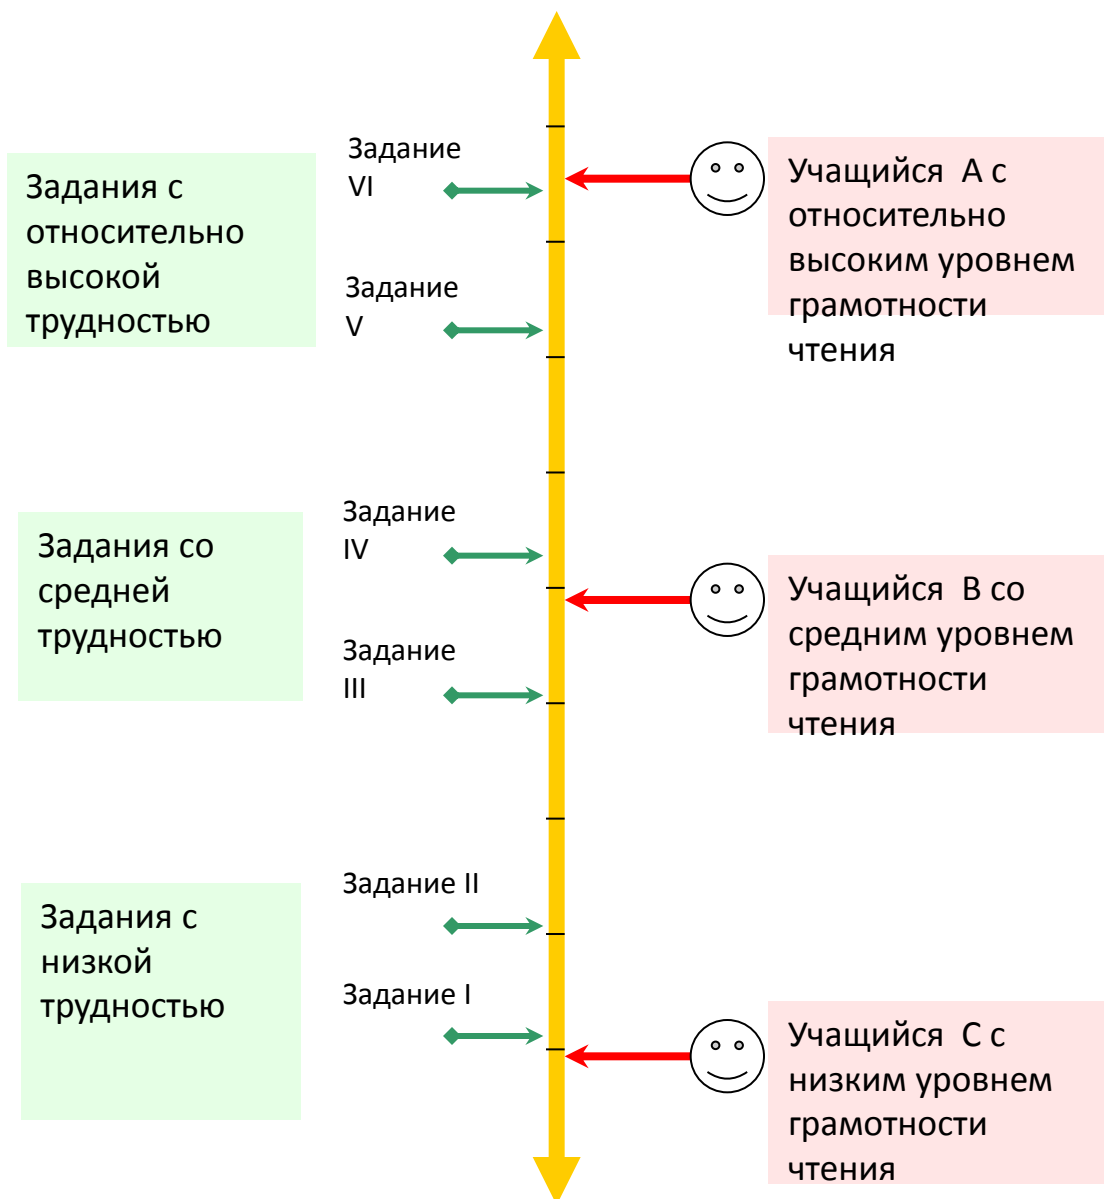 Задания с
относительно
высокой
трудностью
Задание
VI
Задание
V
Учащийся А с
относительно
высоким уровнем
грамотности
чтения
Задания со
средней
трудностью
Задание
IV
Задание
III
Учащийся В со
средним уровнем
грамотности
чтения
Задания с
низкой
трудностью
Задание II
Задание I
Учащийся С с
низким уровнем
грамотности
чтения